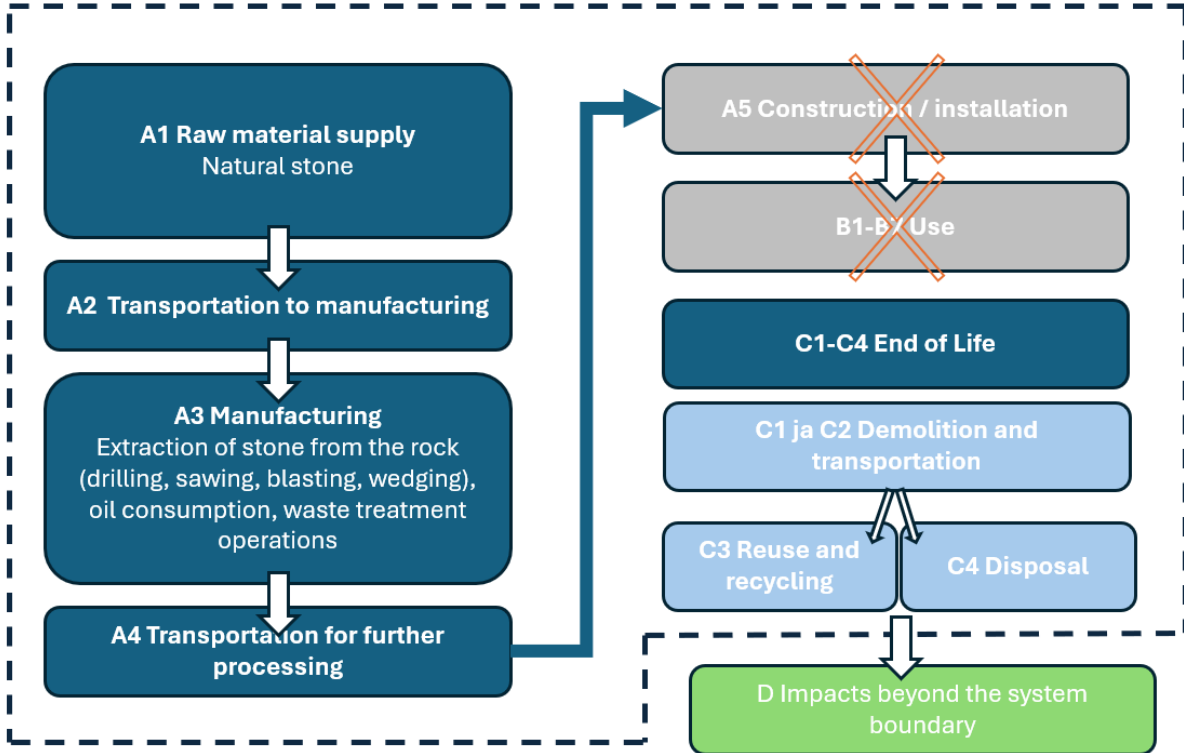 A1 Raw material supply
Natural stone
A2 Transportation to manufacturing
A3 Manufacturing
Extraction of stone from the rock
(drilling, sawing, blasting, wedging),
oil consumption, waste treatment
operations
A4 Transportation for further
processing
A5 Construction / installation
B1-B7 Use
C1-C4 End of Life
C1 ja C2 Demolition and
transportation
C3 Reuse and
recycling
C4 Disposal
D Impacts beyond the system
boundary